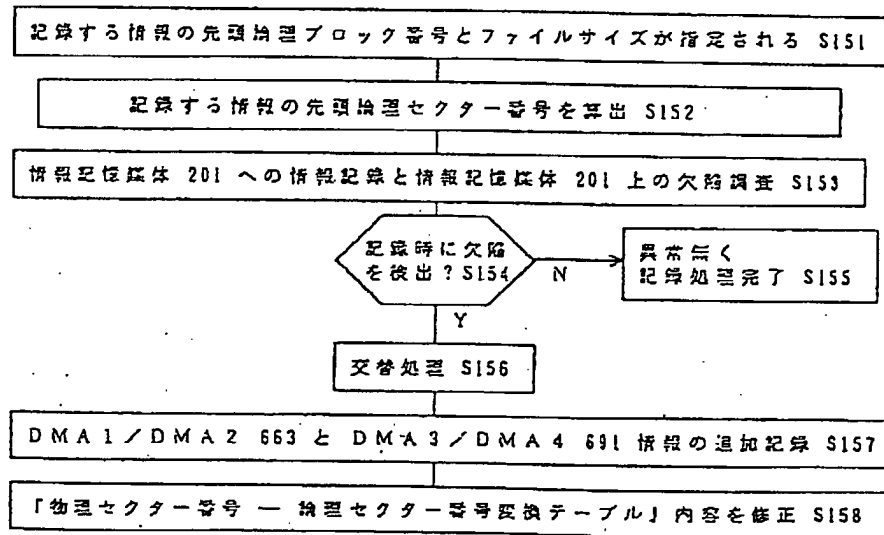 記録する情報の先頭論理ブロック番号とファイルサイズが指定される S151
記録する情報の先頭論理セクター番号を算出 S152
情報記憶媒体 201 への情報記録と情報記憶媒体 201 上の欠陥調査 S153
記録時に欠陥
を検出？S154
N
異常無く
記録処理完了 S155
Y
交替処理 S156
DMA1／DMA2 663 と DMA3／DMA4 691 情報の追加記録 S157
『物理セクター番号 ― 論理セクター番号変換テーブル』内容を修正 S158